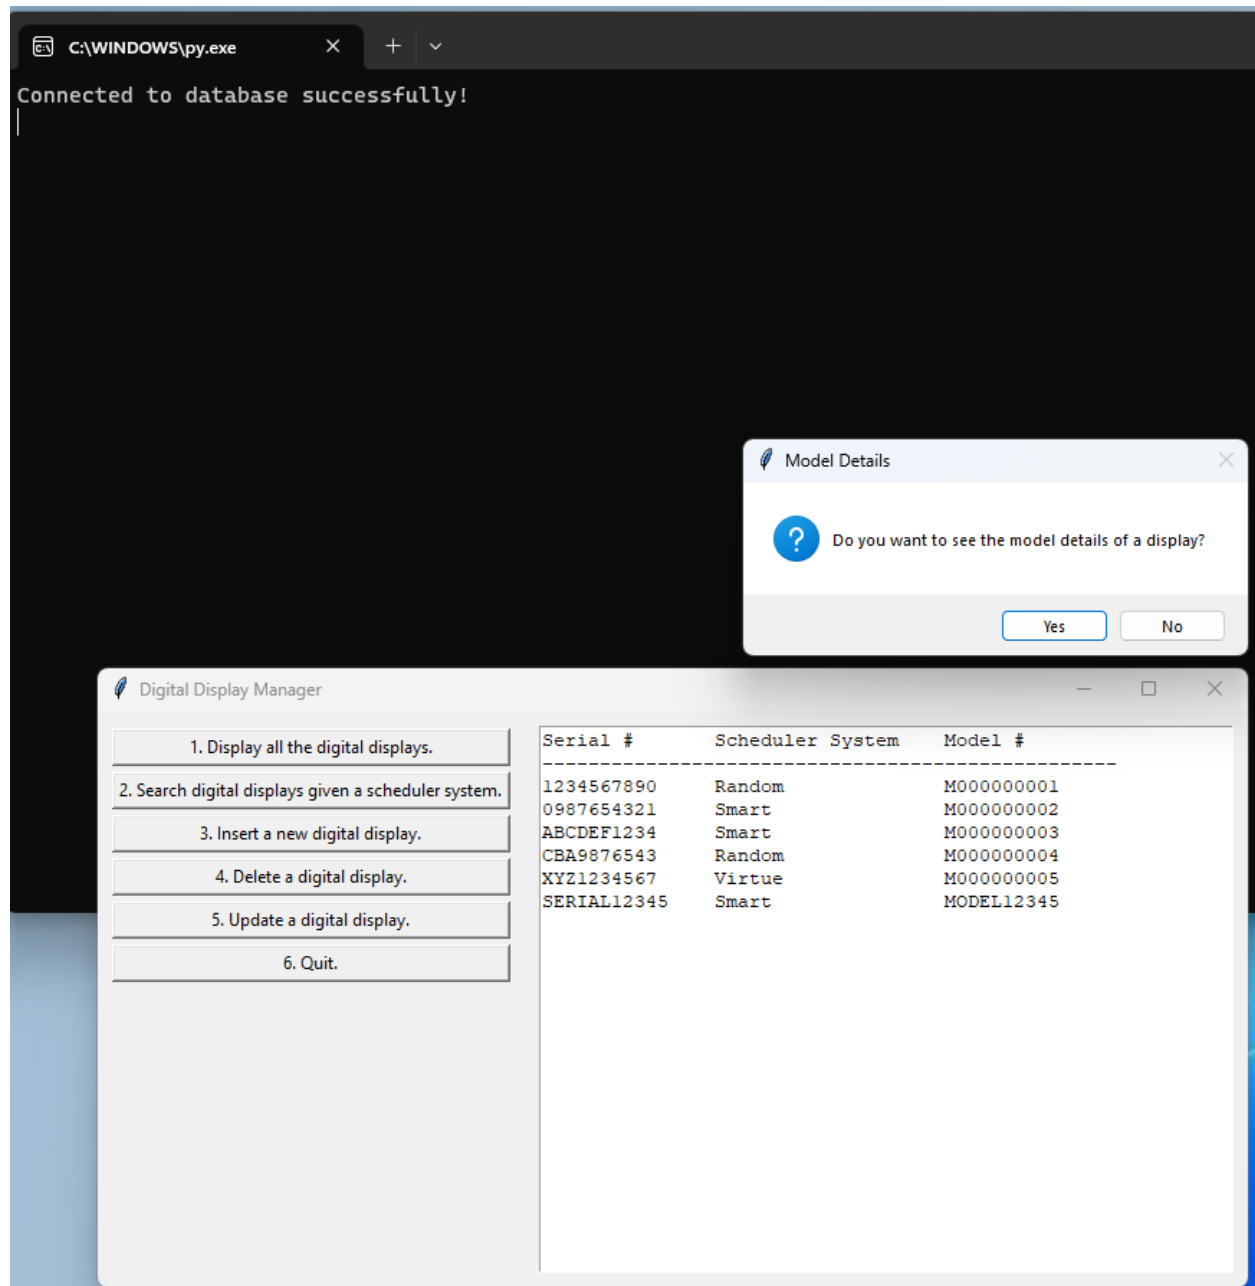 C:\WINDOWS\py.exe
Connected to database successfully!
Model Details
Do you want to see the model details of a display?
Yes No
Digital Display Manager
1. Display all the digital displays.
2. Search digital displays given a scheduler system.
3. Insert a new digital display.
4. Delete a digital display.
5. Update a digital display.
6. Quit.
Serial # Scheduler System Model #
--------------------------------------------------
1234567890 Random M000000001
0987654321 Smart M000000002
ABCDEF1234 Smart M000000003
CBA9876543 Random M000000004
XYZ1234567 Virtue M000000005
SERIAL12345 Smart MODEL12345